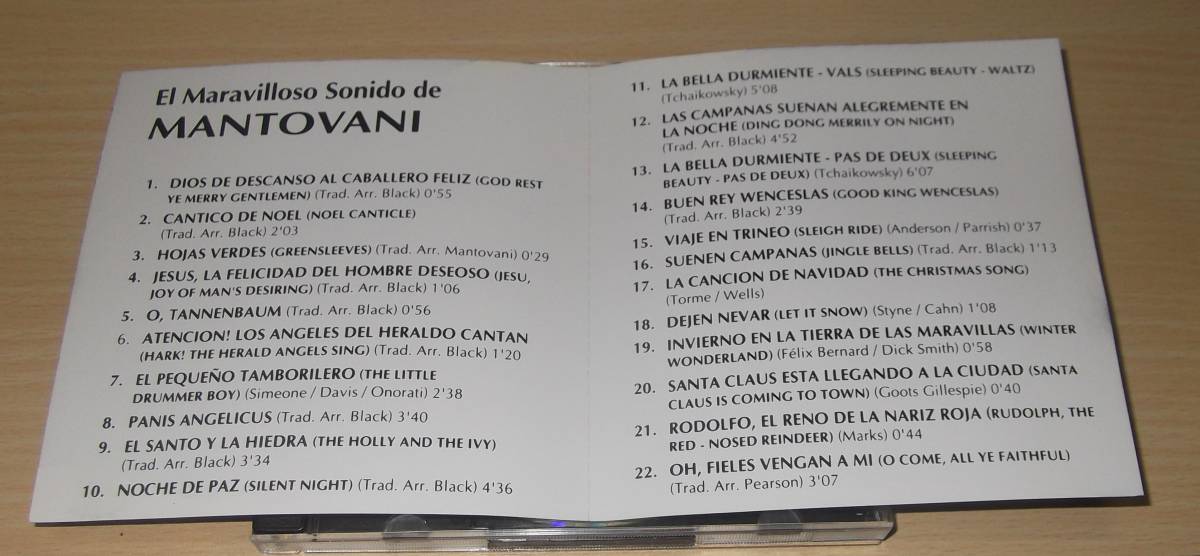 El Maravilloso Sonido de
MANTOVANI
1. DIOS DE DESCANSO AL CABALLERO FELIZ (GOD REST
YE MERRY GENTLEMEN) (Trad. Arr. Black) 0'55
2. CANTICO DE NOEL (NOEL CANTICLE)
(Trad. Arr. Black) 2'03
3. HOJAS VERDES (GREENSLEEVES) (Trad. Arr. Mantovani) 0'29
4. JESUS, LA FELICIDAD DEL HOMBRE DESEOSO (JESU,
JOY OF MAN'S DESIRING) (Trad. Arr. Black) 1'06
5. O, TANNENBAUM (Trad. Arr. Black) 0'56
6. ATENCION! LOS ANGELES DEL HERALDO CANTAN
(HARK! THE HERALD ANGELS SING) (Trad. Arr. Black) 1'20
7. EL PEQUEÑO TAMBORILERO (THE LITTLE
DRUMMER BOY) (Simeone / Davis / Onorati) 2'38
8. PANIS ANGELICUS (Trad. Arr. Black) 3'40
9. EL SANTO Y LA HIEDRA (THE HOLLY AND THE IVY)
(Trad. Arr. Black) 3'34
10. NOCHE DE PAZ (SILENT NIGHT) (Trad. Arr. Black) 4'36
11. LA BELLA DURMIENTE - VALS (SLEEPING BEAUTY - WALTZ)
(Tchaikowsky) 5'08
12. LAS CAMPANAS SUENAN ALEGREMENTE EN
LA NOCHE (DING DONG MERRILY ON NIGHT)
(Trad. Arr. Black) 4'52
13. LA BELLA DURMIENTE - PAS DE DEUX (SLEEPING
BEAUTY - PAS DE DEUX) (Tchaikowsky) 6'07
14. BUEN REY WENCESLAS (GOOD KING WENCESLAS)
(Trad. Arr. Black) 2'39
15. VIAJE EN TRINEO (SLEIGH RIDE) (Anderson / Parrish) 0'37
16. SUENEN CAMPANAS (JINGLE BELLS) (Trad. Arr. Black) 1'13
17. LA CANCION DE NAVIDAD (THE CHRISTMAS SONG)
(Torme / Wells)
18. DEJEN NEVAR (LET IT SNOW) (Styne / Cahn) 1'08
19. INVIERNO EN LA TIERRA DE LAS MARAVILLAS (WINTER
WONDERLAND) (Félix Bernard / Dick Smith) 0'58
20. SANTA CLAUS ESTA LLEGANDO A LA CIUDAD (SANTA
CLAUS IS COMING TO TOWN) (Goots Gillespie) 0'40
21. RODOLFO, EL RENO DE LA NARIZ ROJA (RUDOLPH, THE
RED - NOSED REINDEER) (Marks) 0'44
22. OH, FIELES VENGAN A MI (O COME, ALL YE FAITHFUL)
(Trad. Arr. Pearson) 3'07